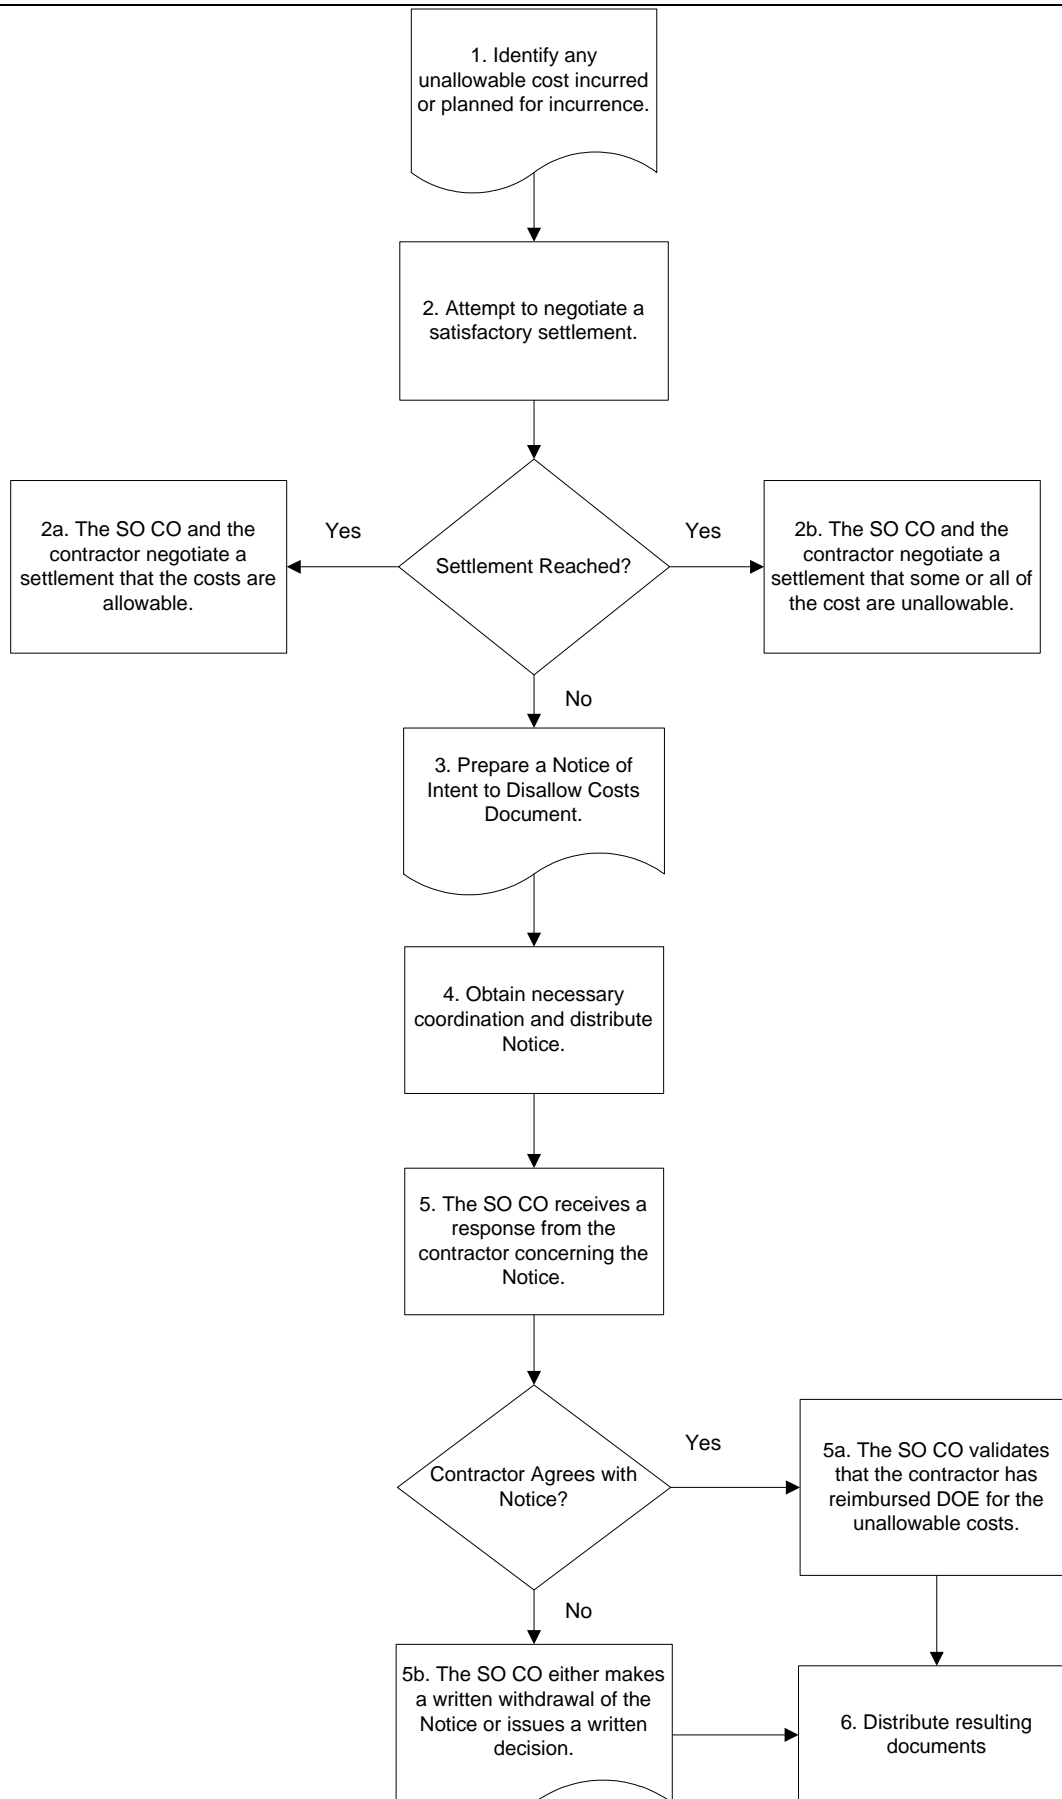 1. Identify any
unallowable cost incurred
or planned for incurrence.
2. Attempt to negotiate a
satisfactory settlement.
2a. The SO CO and the
contractor negotiate a
settlement that the costs are
allowable.
Yes
Settlement Reached?
Yes
2b. The SO CO and the
contractor negotiate a
settlement that some or all of
the cost are unallowable.
No
3. Prepare a Notice of
Intent to Disallow Costs
Document.
4. Obtain necessary
coordination and distribute
Notice.
5. The SO CO receives a
response from the
contractor concerning the
Notice.
Contractor Agrees with
Notice?
Yes
5a. The SO CO validates
that the contractor has
reimbursed DOE for the
unallowable costs.
No
5b. The SO CO either makes
a written withdrawal of the
Notice or issues a written
decision.
6. Distribute resulting
documents